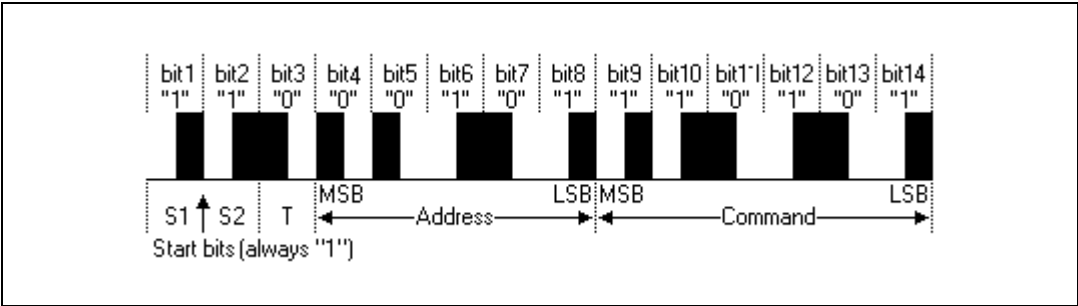 bit1 bit2 bit3 bit4 bit5 bit6 bit7 bit8 bit9 bit10 bit11 bit12 bit13 bit14
"1" "1" "0" "0" "0" "1" "0" "1" "1" "1" "0" "1" "0" "1"
MSB LSB MSB LSB
S1 S2 T Address Command
Start bits (always "1")